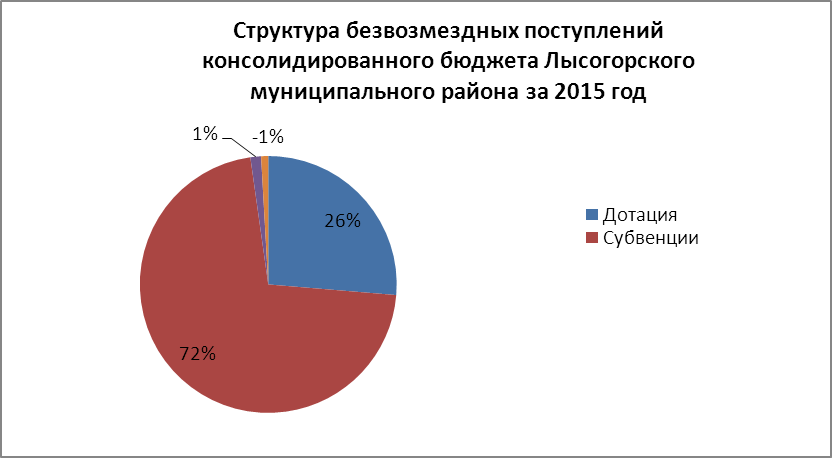 Структура безвозмездных поступлений
консолидированного бюджета Лысогорского
муниципального района за 2015 год
1%
-1%
26%
72%
Дотация
Субвенции